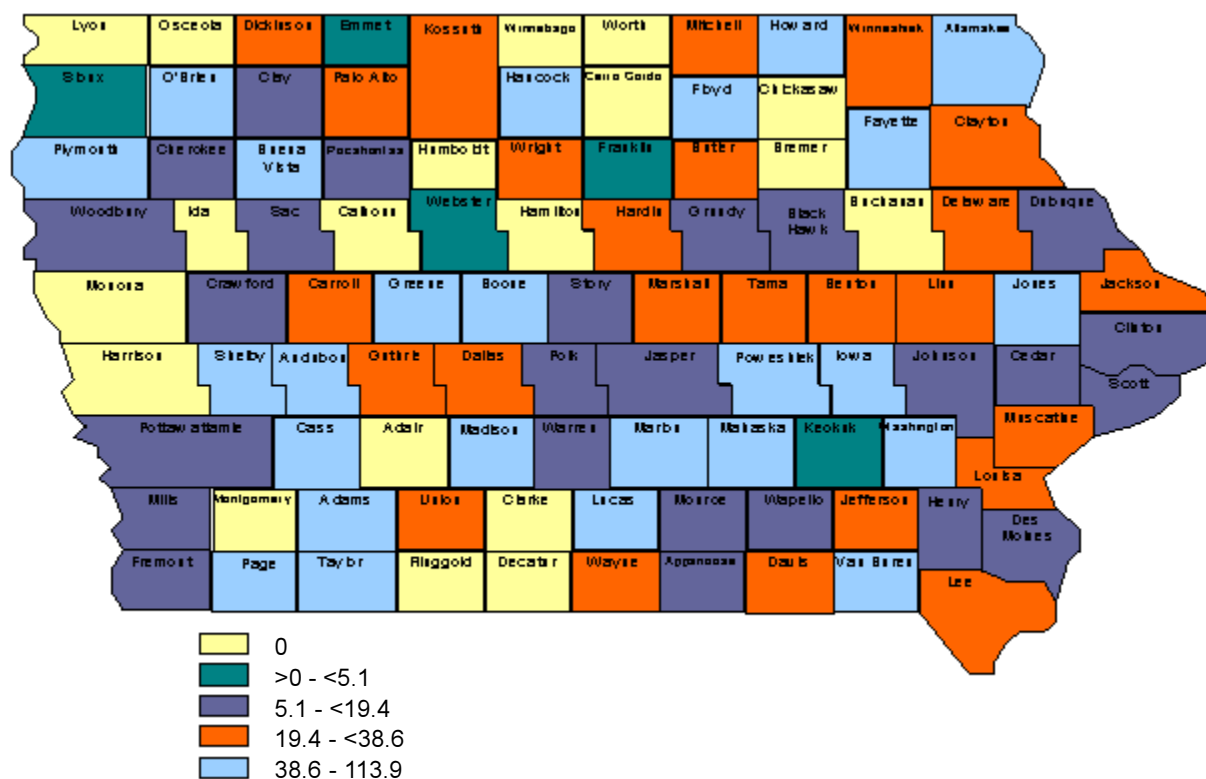 Lyon Osceola Dickinson Emmet Kossuth Winnebago Worth Mitchell Howard Winneshiek Allamakee
Sioux O'Brien Clay Palo Alto Hancock Cerro Gordo Floyd Chickasaw Fayette Clayton
Plymouth Cherokee Buena Vista Pocahontas Humboldt Wright Franklin Butler Bremer
Woodbury Ida Sac Calhoun Webster Hamilton Hardin Grundy Black Hawk Buchanan Delaware Dubuque
Monona Crawford Carroll Greene Boone Story Marshall Tama Benton Linn Jones Jackson
Harrison Shelby Audubon Guthrie Dallas Polk Jasper Poweshiek Iowa Johnson Cedar Clinton
Scott
Pottawattamie Cass Adair Madison Warren Marion Mahaska Keokuk Washington Muscatine
Louisa
Mills Montgomery Adams Union Clarke Lucas Monroe Wapello Jefferson Henry Des Moines
Fremont Page Taylor Ringgold Decatur Wayne Appanoose Davis Van Buren Lee
0
>0 - <5.1
5.1 - <19.4
19.4 - <38.6
38.6 - 113.9